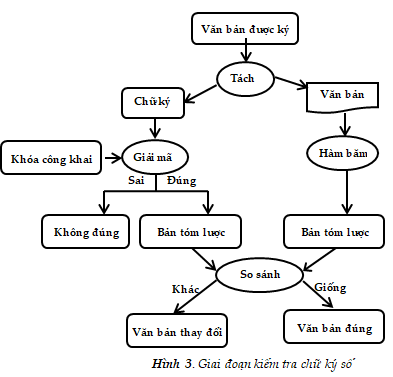 Văn bản được ký
Tách
Chữ ký
Văn bản
Khóa công khai
Giải mã
Hàm băm
Sai
Đúng
Không đúng
Bản tóm lược
Bản tóm lược
So sánh
Khác
Giống
Văn bản thay đổi
Văn bản đúng
Hình 3. Giai đoạn kiểm tra chữ ký số